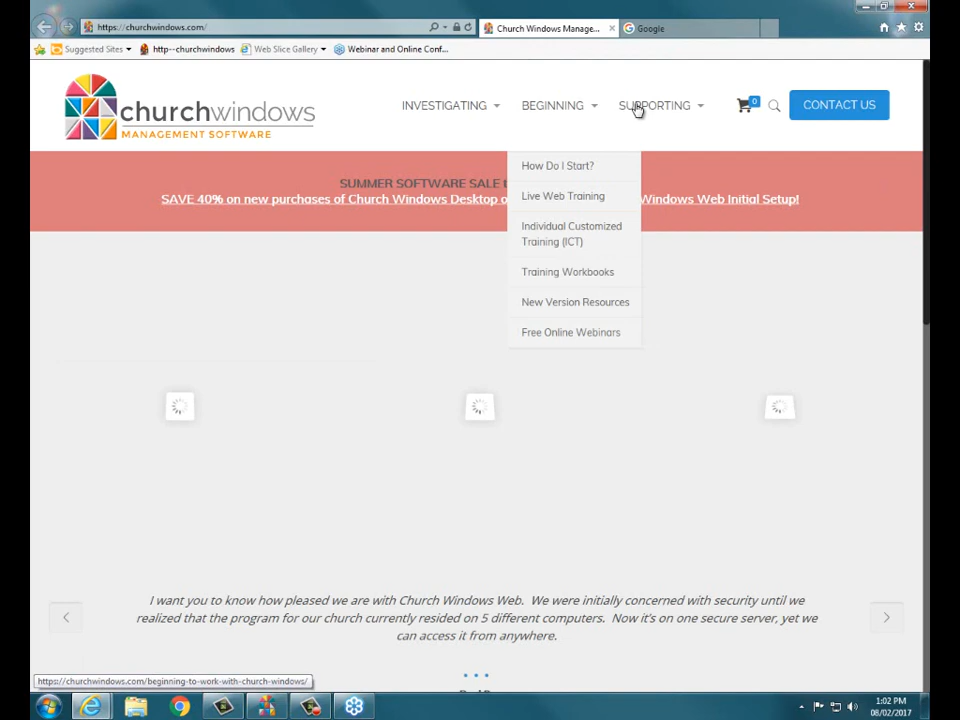 https://churchwindows.com/
Church Windows Manage...
Google
Suggested Sites
http--churchwindows
Web Slice Gallery
Webinar and Online Conf...
churchwindows
MANAGEMENT SOFTWARE
INVESTIGATING
BEGINNING
SUPPORTING
0
CONTACT US
SUMMER SOFTWARE SALE
SAVE 40% on new purchases of Church Windows Desktop o
Windows Web Initial Setup!
How Do I Start?
Live Web Training
Individual Customized
Training (ICT)
Training Workbooks
New Version Resources
Free Online Webinars
I want you to know how pleased we are with Church Windows Web. We were initially concerned with security until we
realized that the program for our church currently resided on 5 different computers. Now it's on one secure server, yet we
can access it from anywhere.
https://churchwindows.com/beginning-to-work-with-church-windows/
1:02 PM
08/02/2017